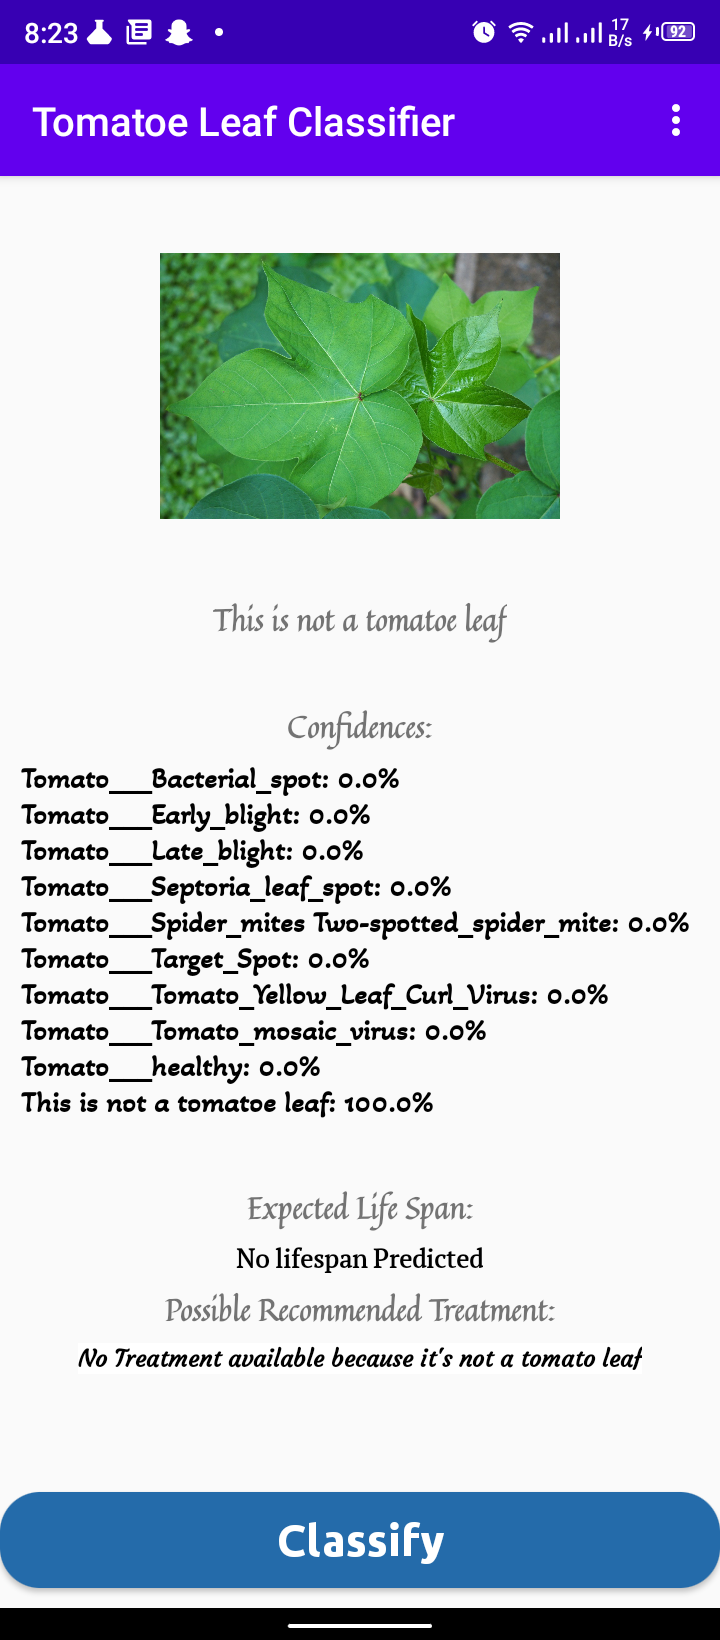 8:23
17
B/s
92
Tomatoe Leaf Classifier
This is not a tomatoe leaf
Confidences:
Tomato___Bacterial_spot: 0.0%
Tomato___Early_blight: 0.0%
Tomato___Late_blight: 0.0%
Tomato___Septoria_leaf_spot: 0.0%
Tomato___Spider_mites Two-spotted_spider_mite: 0.0%
Tomato___Target_Spot: 0.0%
Tomato___Tomato_Yellow_Leaf_Curl_Virus: 0.0%
Tomato___Tomato_mosaic_virus: 0.0%
Tomato___healthy: 0.0%
This is not a tomatoe leaf: 100.0%
Expected Life Span:
No lifespan Predicted
Possible Recommended Treatment:
No Treatment available because it's not a tomato leaf
Classify